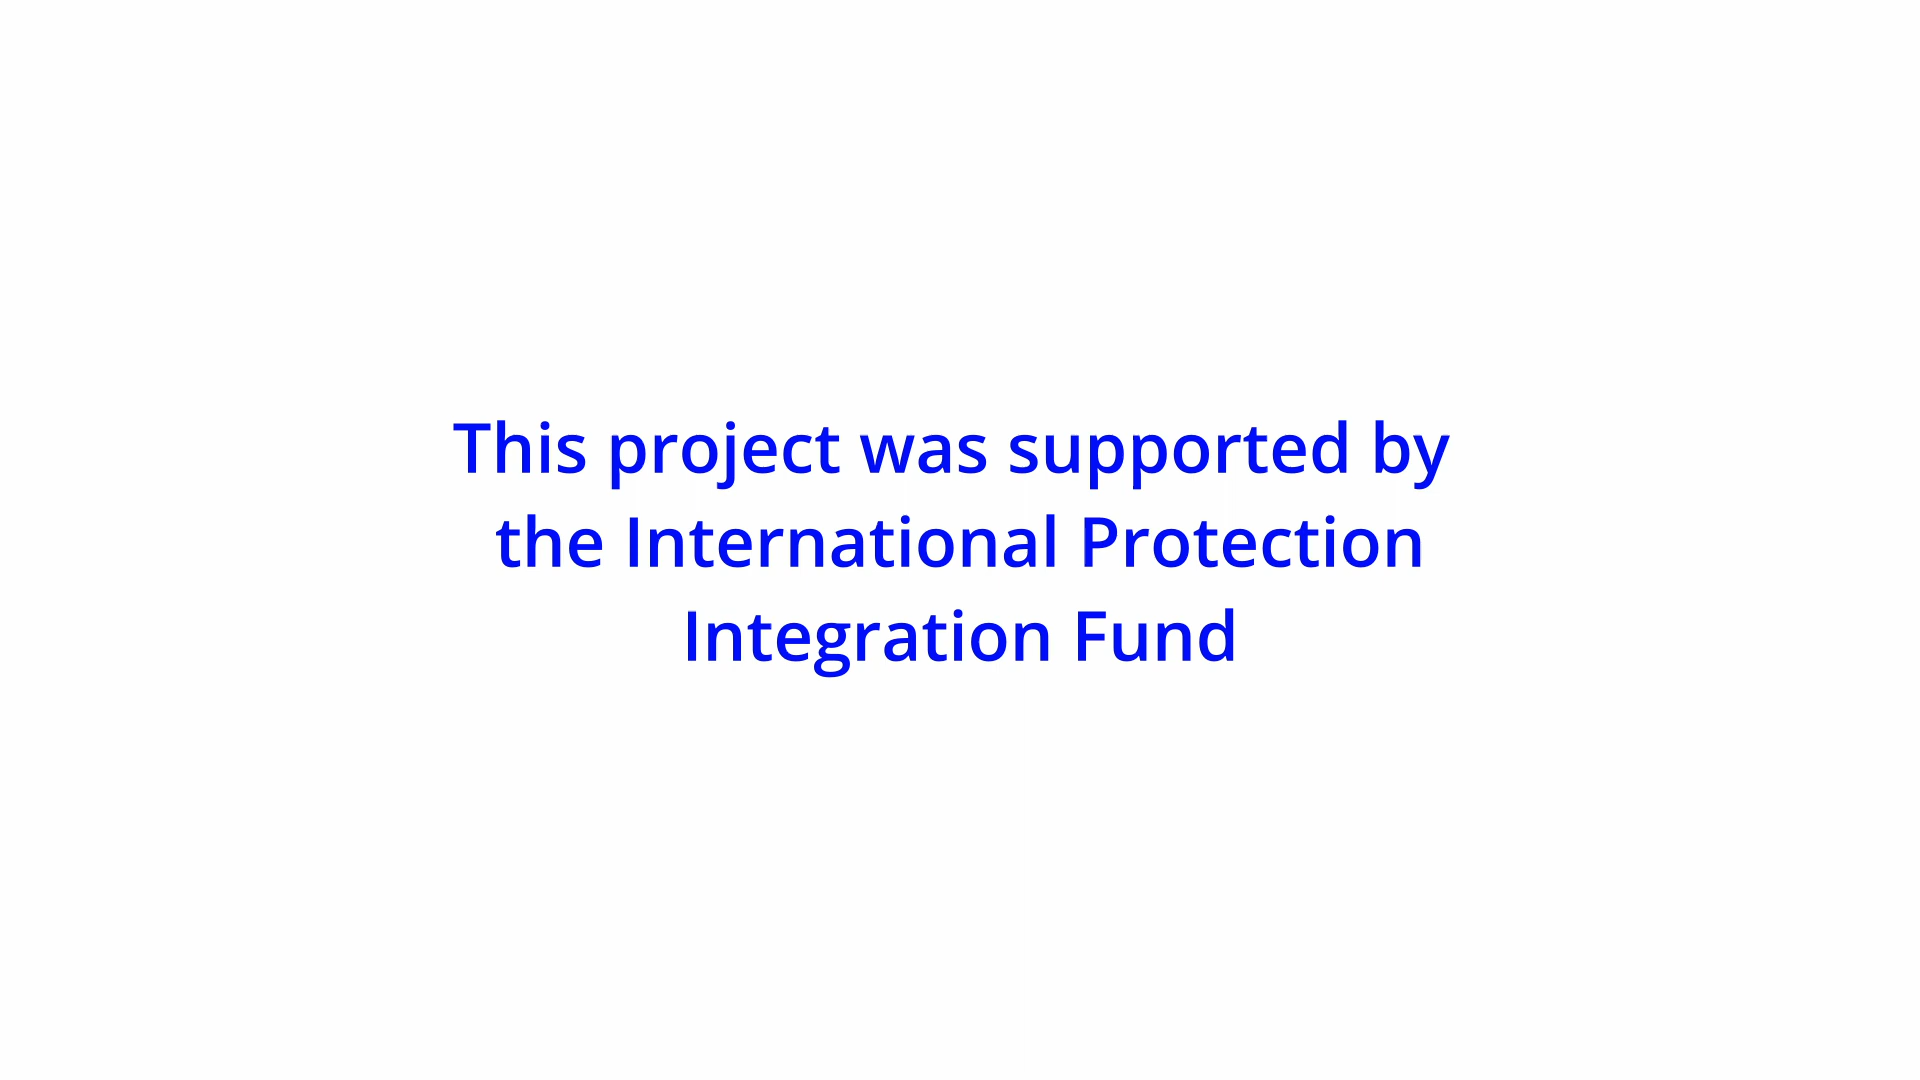 This project was supported by
the International Protection
Integration Fund